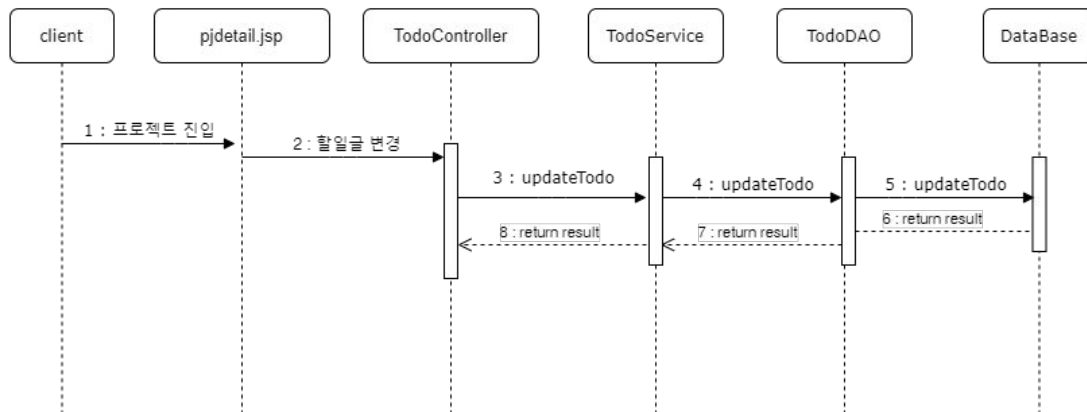 client
pjdetail.jsp
TodoController
TodoService
TodoDAO
DataBase
1 : 프로젝트 진입
2 : 할일글 변경
3 : updateTodo
4 : updateTodo
5 : updateTodo
6 : return result
7 : return result
8 : return result